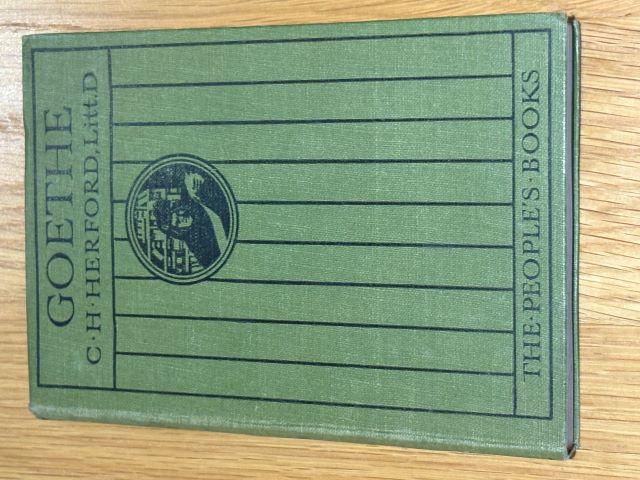 GOETHE
C·H·HERFORD, Litt.D
THE·PEOPLE'S·BOOKS